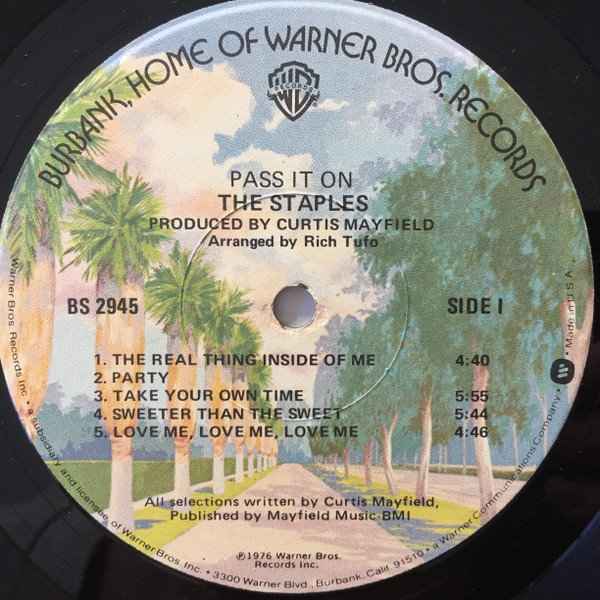 BURBANK, HOME OF WARNER BROS. RECORDS
WB
RECORDS
PASS IT ON
THE STAPLES
PRODUCED BY CURTIS MAYFIELD
Arranged by Rich Tufo
BS 2945
SIDE I
1. THE REAL THING INSIDE OF ME 4:40
2. PARTY
3. TAKE YOUR OWN TIME 5:55
4. SWEETER THAN THE SWEET 5:44
5. LOVE ME, LOVE ME, LOVE ME 4:46
All selections written by Curtis Mayfield,
Published by Mayfield Music-BMI
℗1976 Warner Bros.
Records Inc.
Warner Bros. Records Inc. • a subsidiary and licensee of Warner Bros. Inc. • 3300 Warner Blvd., Burbank, Calif. 91510 • a Warner Communications Company • Made in U.S.A.